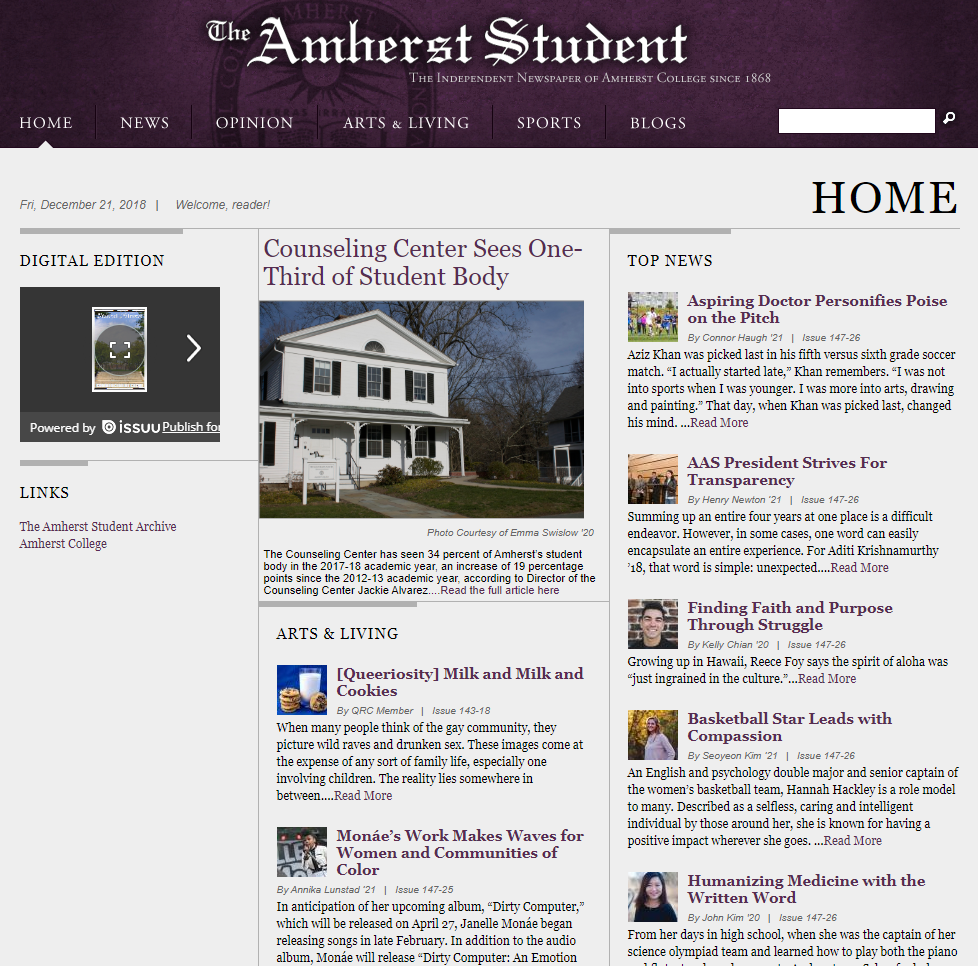 The Amherst Student
The Independent Newspaper of Amherst College since 1868
HOME
NEWS
OPINION
ARTS & LIVING
SPORTS
BLOGS
Fri, December 21, 2018 | Welcome, reader!
HOME
DIGITAL EDITION
Powered by issuu Publish for
LINKS
The Amherst Student Archive
Amherst College
Counseling Center Sees One-
Third of Student Body
Photo Courtesy of Emma Swislow '20
The Counseling Center has seen 34 percent of Amherst's student
body in the 2017-18 academic year, an increase of 19 percentage
points since the 2012-13 academic year, according to Director of the
Counseling Center Jackie Alvarez....Read the full article here
ARTS & LIVING
[Queeriosity] Milk and Milk and
Cookies
By QRC Member | Issue 143-18
When many people think of the gay community, they
picture wild raves and drunken sex. These images come at
the expense of any sort of family life, especially one
involving children. The reality lies somewhere in
between....Read More
Monáe's Work Makes Waves for
Women and Communities of
Color
By Annika Lunstad '21 | Issue 147-25
In anticipation of her upcoming album, “Dirty Computer,”
which will be released on April 27, Janelle Monáe began
releasing songs in late February. In addition to the audio
album, Monáe will release “Dirty Computer: An Emotion
TOP NEWS
Aspiring Doctor Personifies Poise
on the Pitch
By Connor Haugh '21 | Issue 147-26
Aziz Khan was picked last in his fifth versus sixth grade soccer
match. “I actually started late,” Khan remembers. “I was not
into sports when I was younger. I was more into arts, drawing
and painting.” That day, when Khan was picked last, changed
his mind. ...Read More
AAS President Strives For
Transparency
By Henry Newton '21 | Issue 147-26
Summing up an entire four years at one place is a difficult
endeavor. However, in some cases, one word can easily
encapsulate an entire experience. For Aditi Krishnamurthy
'18, that word is simple: unexpected....Read More
Finding Faith and Purpose
Through Struggle
By Kelly Chian '20 | Issue 147-26
Growing up in Hawaii, Reece Foy says the spirit of aloha was
“just ingrained in the culture.”...Read More
Basketball Star Leads with
Compassion
By Seoyeon Kim '21 | Issue 147-26
An English and psychology double major and senior captain of
the women's basketball team, Hannah Hackley is a role model
to many. Described as a selfless, caring and intelligent
individual by those around her, she is known for having a
positive impact wherever she goes. ...Read More
Humanizing Medicine with the
Written Word
By John Kim '20 | Issue 147-26
From her days in high school, when she was the captain of her
science olympiad team and learned how to play both the piano